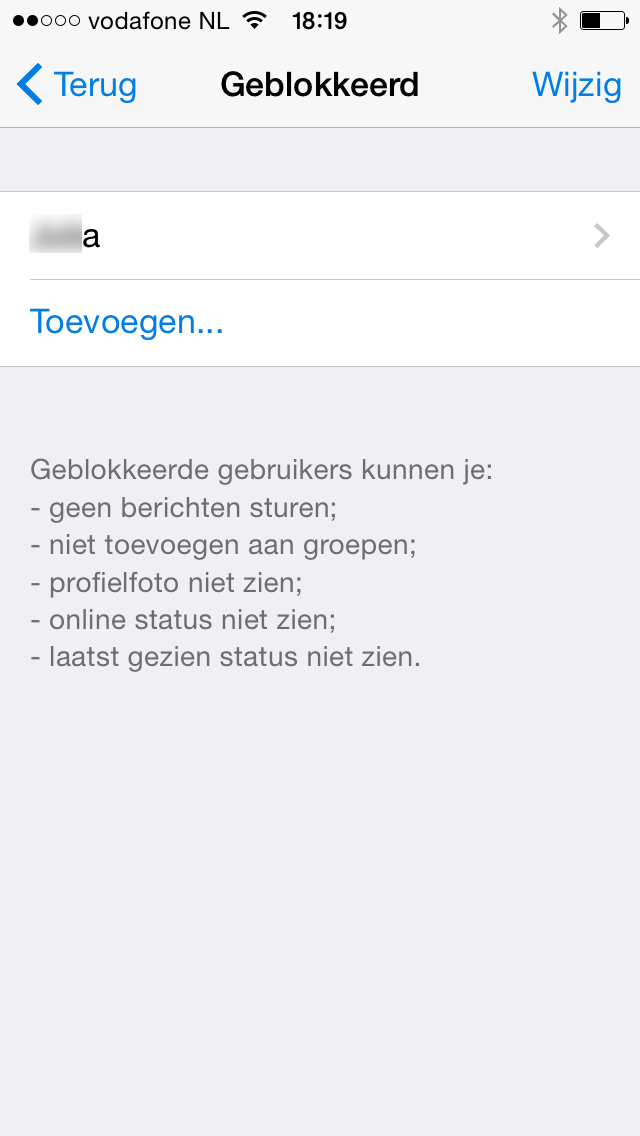 vodafone NL 18:19
Terug Geblokkeerd Wijzig
Toevoegen...
Geblokkeerde gebruikers kunnen je:
- geen berichten sturen;
- niet toevoegen aan groepen;
- profielfoto niet zien;
- online status niet zien;
- laatst gezien status niet zien.